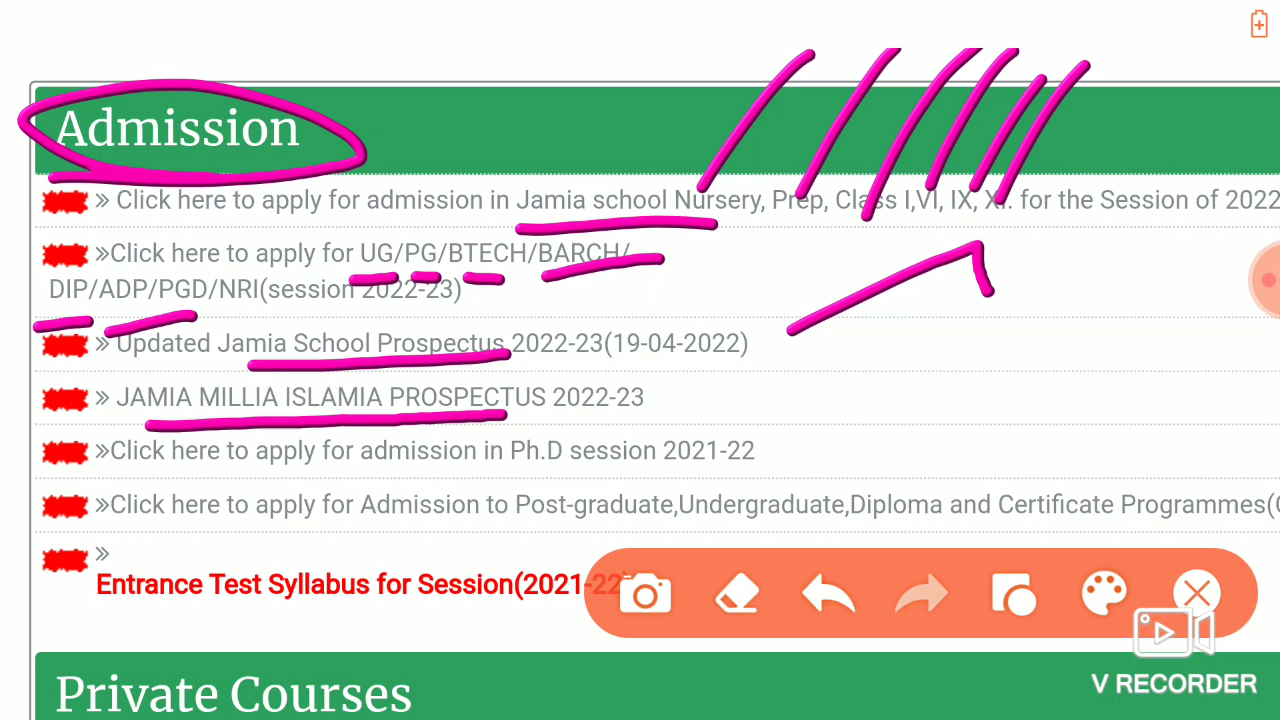 Admission
» Click here to apply for admission in Jamia school Nursery, Prep, Class I,VI, IX, XI. for the Session of 2022
»Click here to apply for UG/PG/BTECH/BARCH/
DIP/ADP/PGD/NRI(session 2022-23)
» Updated Jamia School Prospectus 2022-23(19-04-2022)
» JAMIA MILLIA ISLAMIA PROSPECTUS 2022-23
»Click here to apply for admission in Ph.D session 2021-22
»Click here to apply for Admission to Post-graduate,Undergraduate,Diploma and Certificate Programmes(
»
Entrance Test Syllabus for Session(2021-22)
Private Courses
V RECORDER